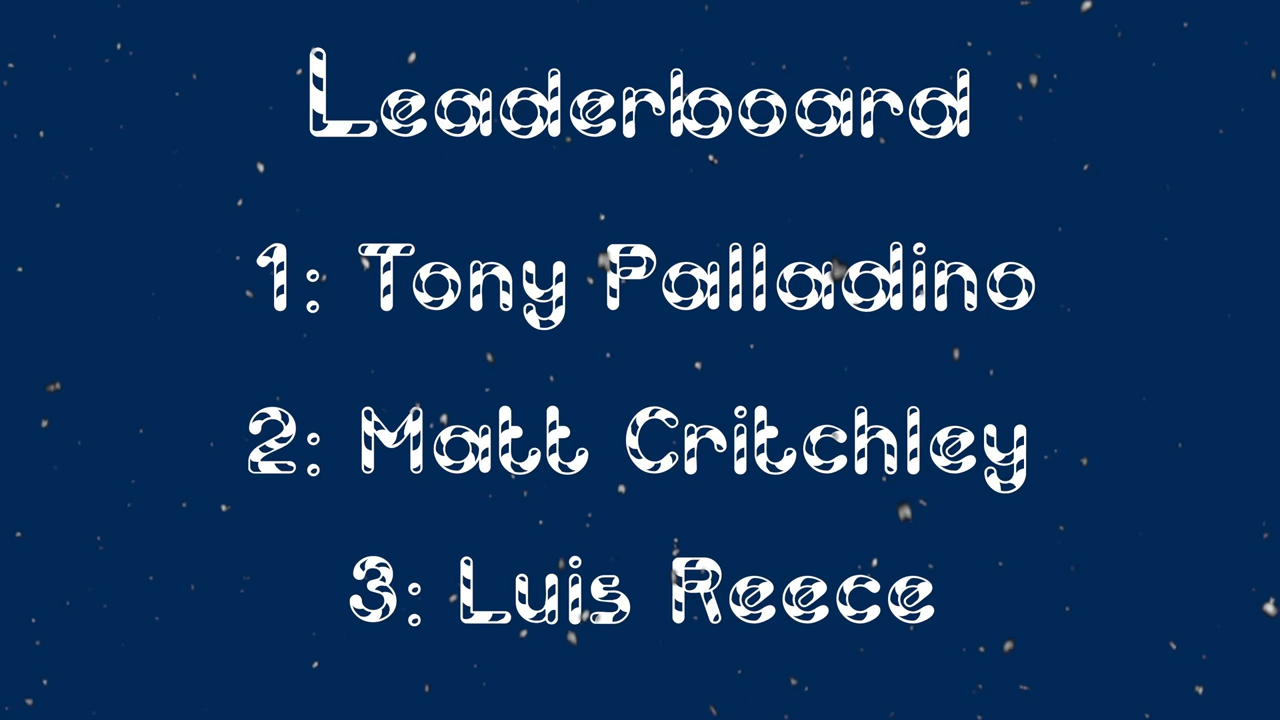 Leaderboard
1: Tony Palladino
2: Matt Critchley
3: Luis Reece